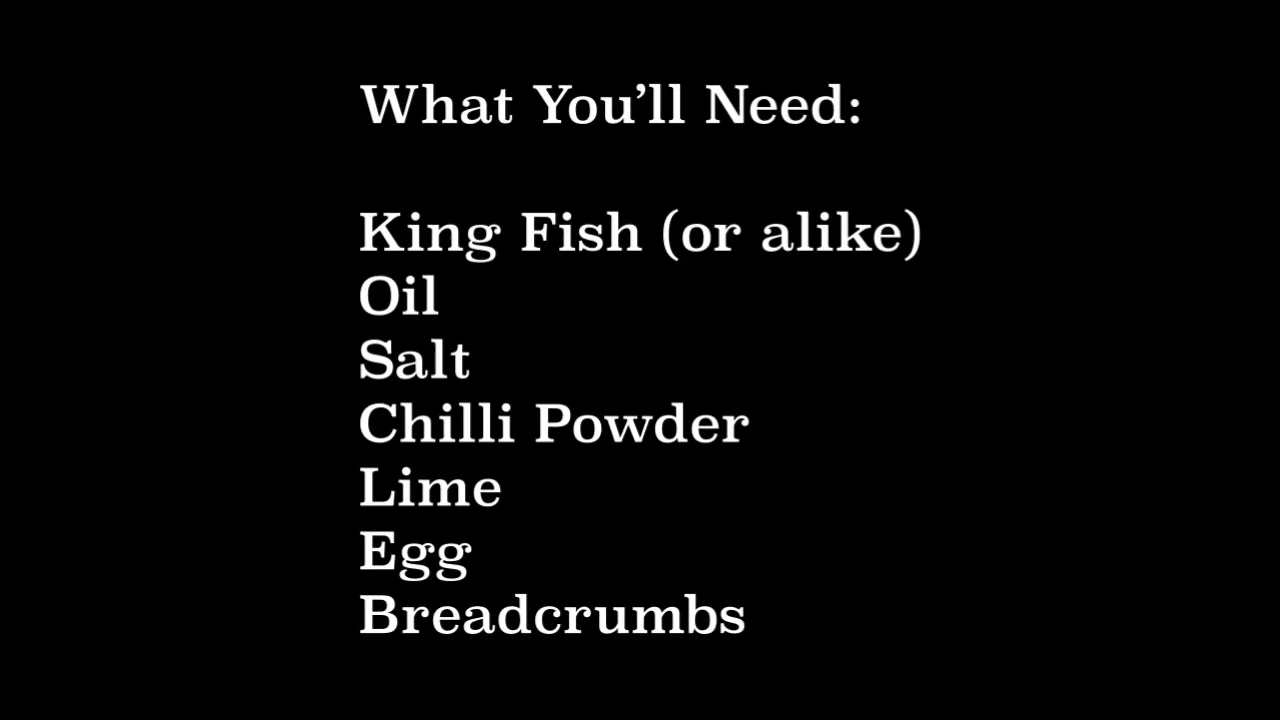 What You’ll Need:
King Fish (or alike)
Oil
Salt
Chilli Powder
Lime
Egg
Breadcrumbs